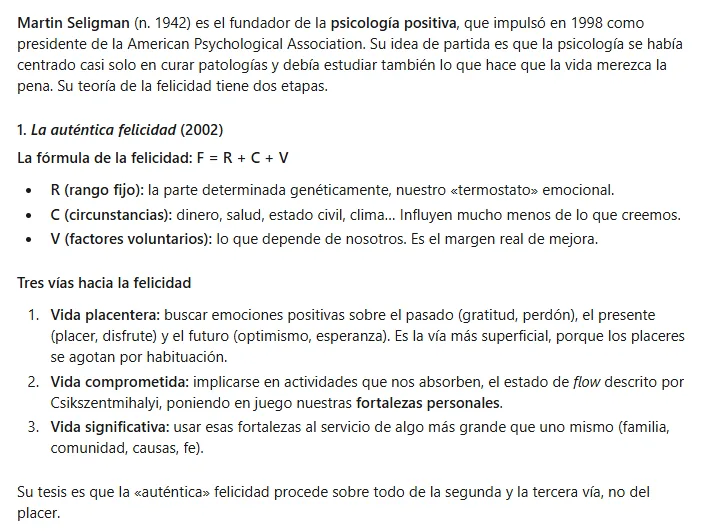 Martin Seligman (n. 1942) es el fundador de la psicología positiva, que impulsó en 1998 como
presidente de la American Psychological Association. Su idea de partida es que la psicología se había
centrado casi solo en curar patologías y debía estudiar también lo que hace que la vida merezca la
pena. Su teoría de la felicidad tiene dos etapas.
1. La auténtica felicidad (2002)
La fórmula de la felicidad: F = R + C + V
• R (rango fijo): la parte determinada genéticamente, nuestro «termostato» emocional.
• C (circunstancias): dinero, salud, estado civil, clima... Influyen mucho menos de lo que creemos.
• V (factores voluntarios): lo que depende de nosotros. Es el margen real de mejora.
Tres vías hacia la felicidad
1. Vida placentera: buscar emociones positivas sobre el pasado (gratitud, perdón), el presente
(placer, disfrute) y el futuro (optimismo, esperanza). Es la vía más superficial, porque los placeres
se agotan por habituación.
2. Vida comprometida: implicarse en actividades que nos absorben, el estado de flow descrito por
Csikszentmihalyi, poniendo en juego nuestras fortalezas personales.
3. Vida significativa: usar esas fortalezas al servicio de algo más grande que uno mismo (familia,
comunidad, causas, fe).
Su tesis es que la «auténtica» felicidad procede sobre todo de la segunda y la tercera vía, no del
placer.